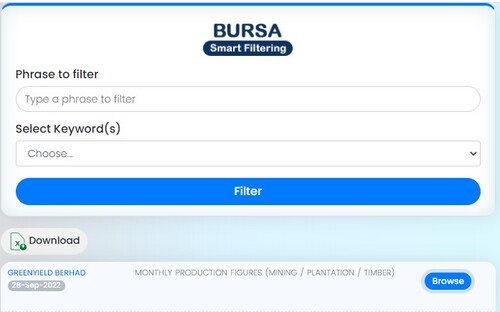 BURSA
Smart Filtering
Phrase to filter
Type a phrase to filter
Select Keyword(s)
Choose...
Filter
Download
GREENYIELD BERHAD
MONTHLY PRODUCTION FIGURES (MINING / PLANTATION / TIMBER)
Browse
28-Sep-2022